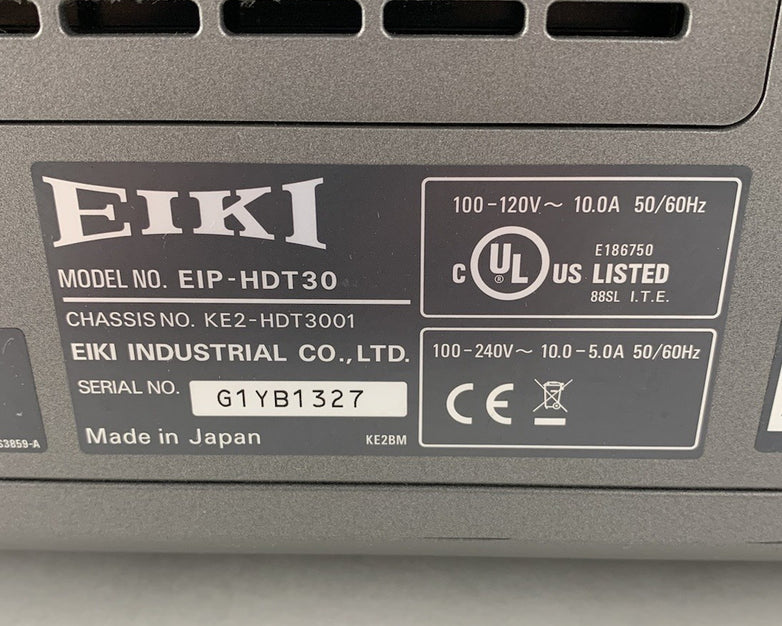 EIKI
MODEL NO. EIP-HDT30
CHASSIS NO. KE2-HDT3001
EIKI INDUSTRIAL CO.,LTD.
SERIAL NO. G1YB1327
Made in Japan KE2BM
100-120V~ 10.0A 50/60Hz
C UL® US LISTED
E186750
88SL I.T.E.
100-240V~ 10.0-5.0A 50/60Hz
CE
S3859-A